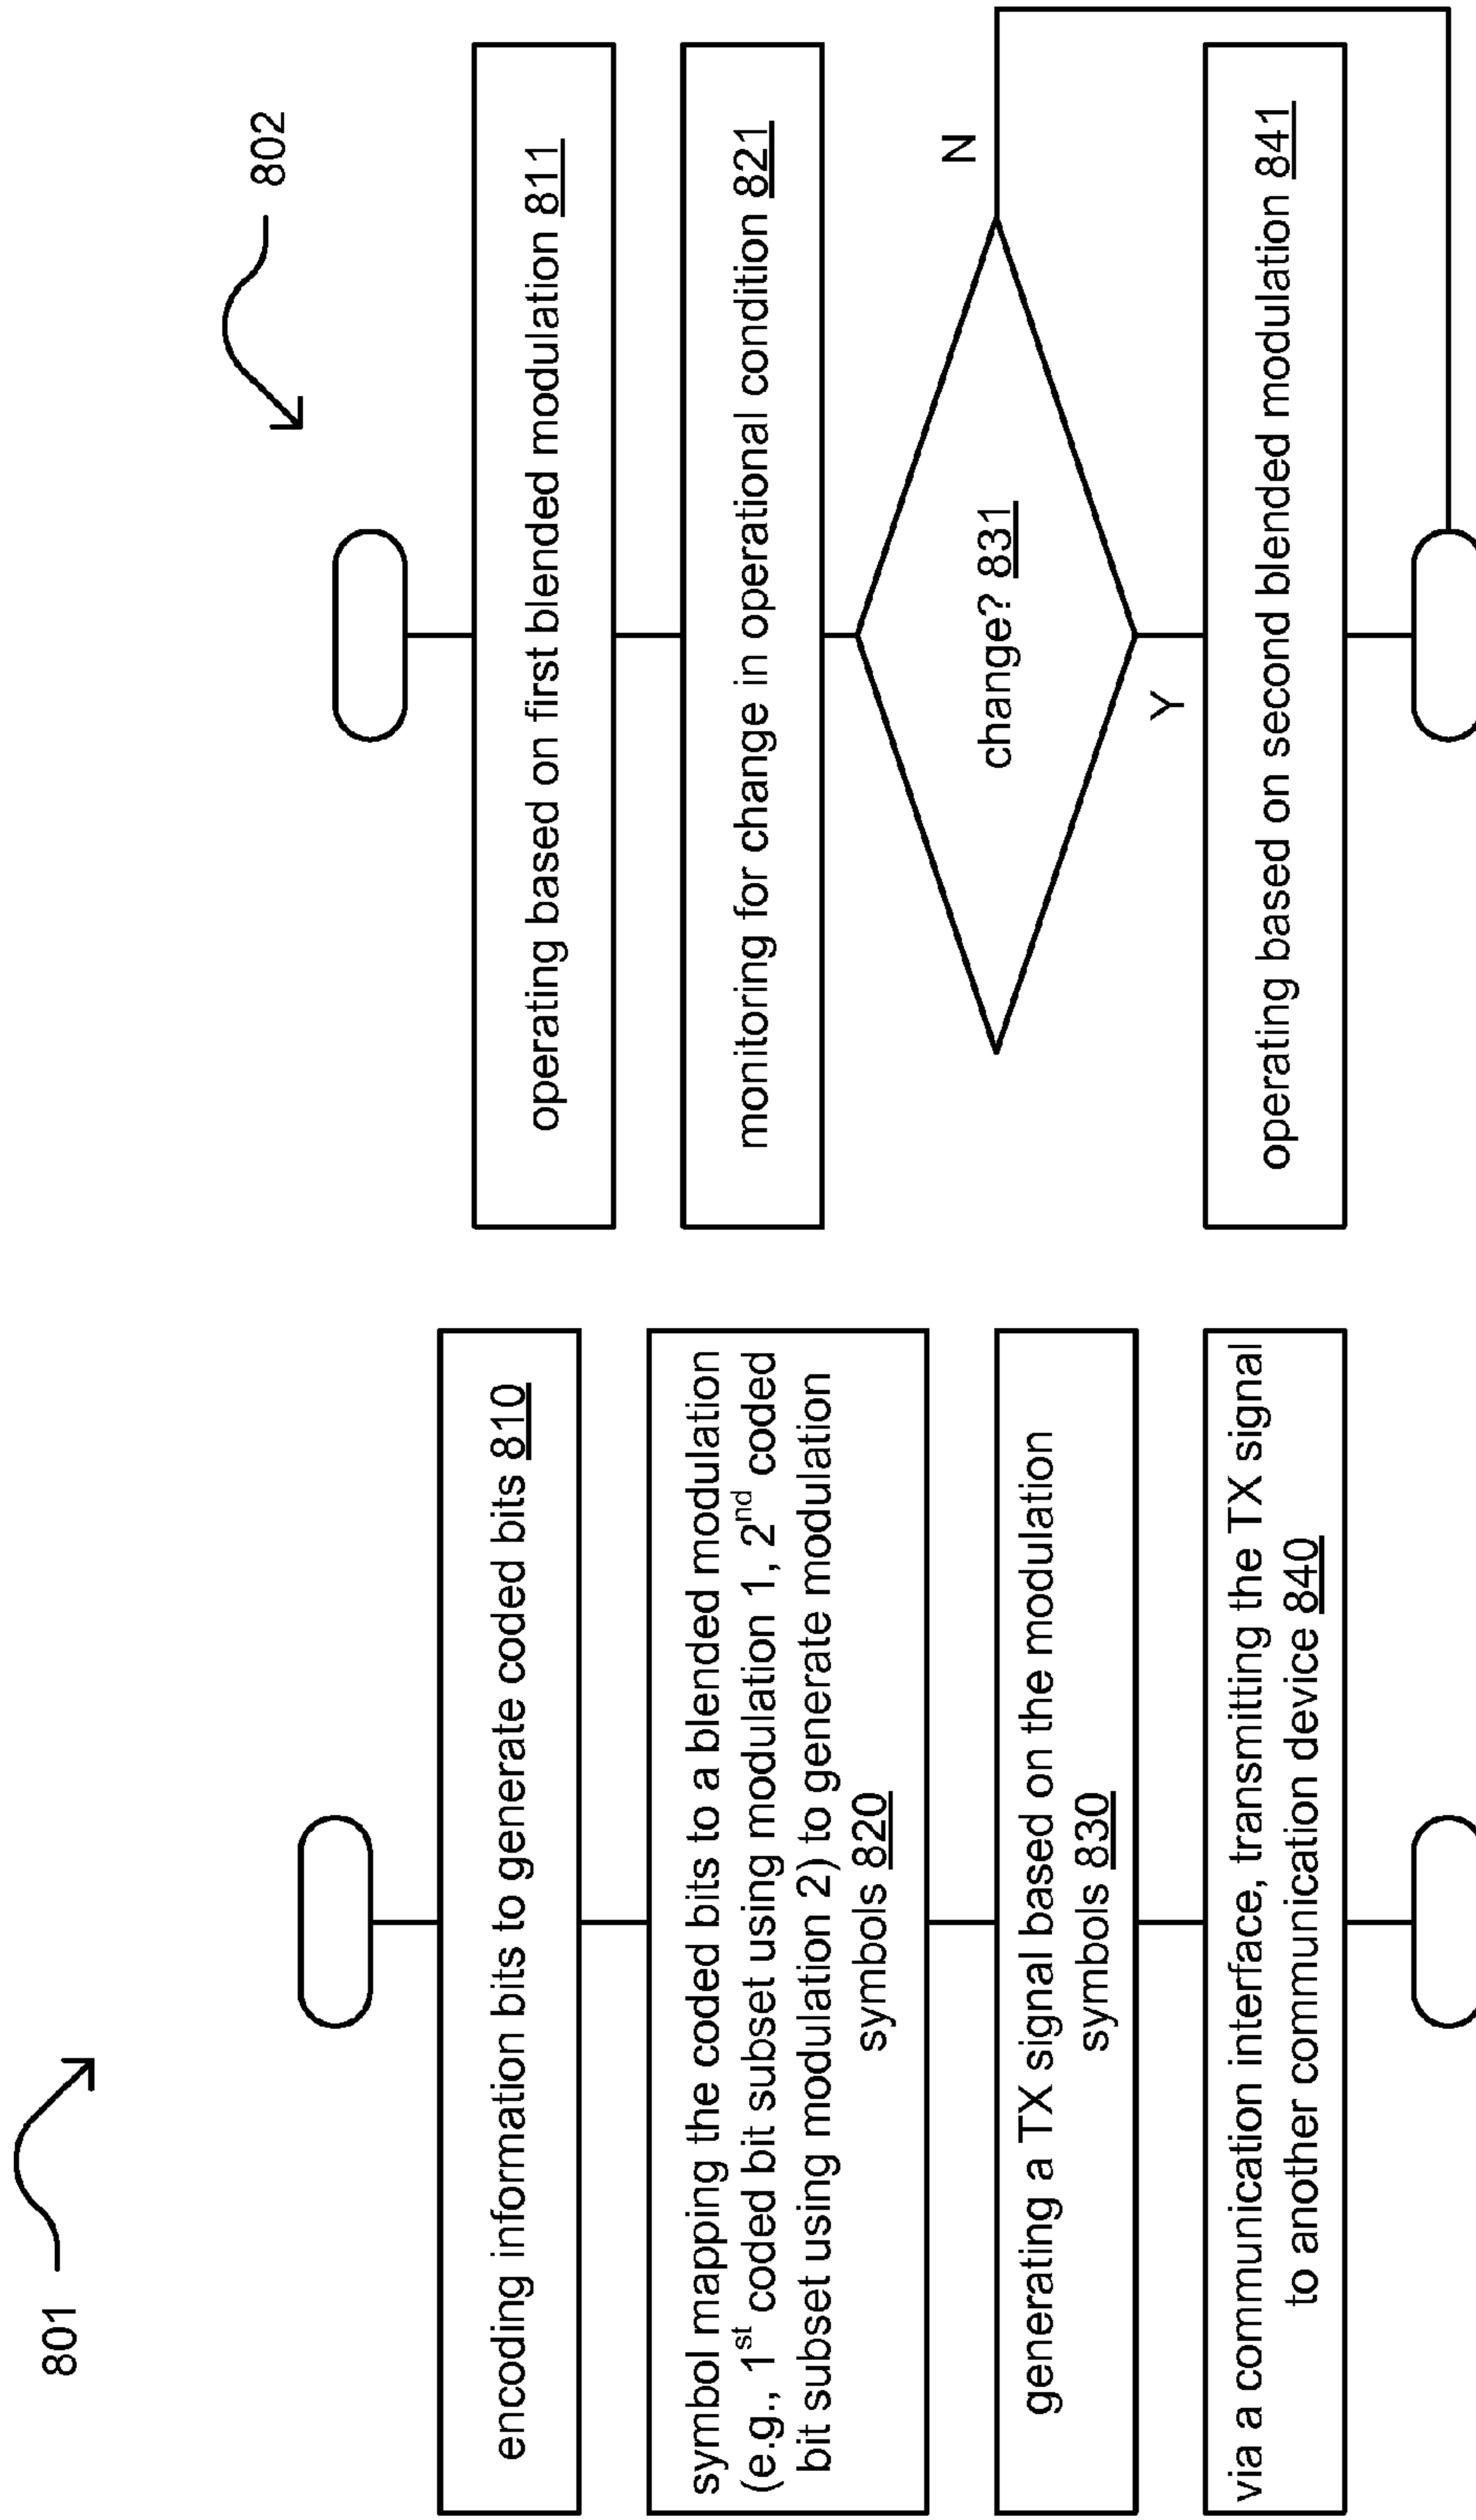 801
encoding information bits to generate coded bits 810
symbol mapping the coded bits to a blended modulation
(e.g., 1st coded bit subset using modulation 1, 2nd coded
bit subset using modulation 2) to generate modulation
symbols 820
generating a TX signal based on the modulation
symbols 830
via a communication interface, transmitting the TX signal
to another communication device 840
802
operating based on first blended modulation 811
monitoring for change in operational condition 821
change? 831
N
Y
operating based on second blended modulation 841